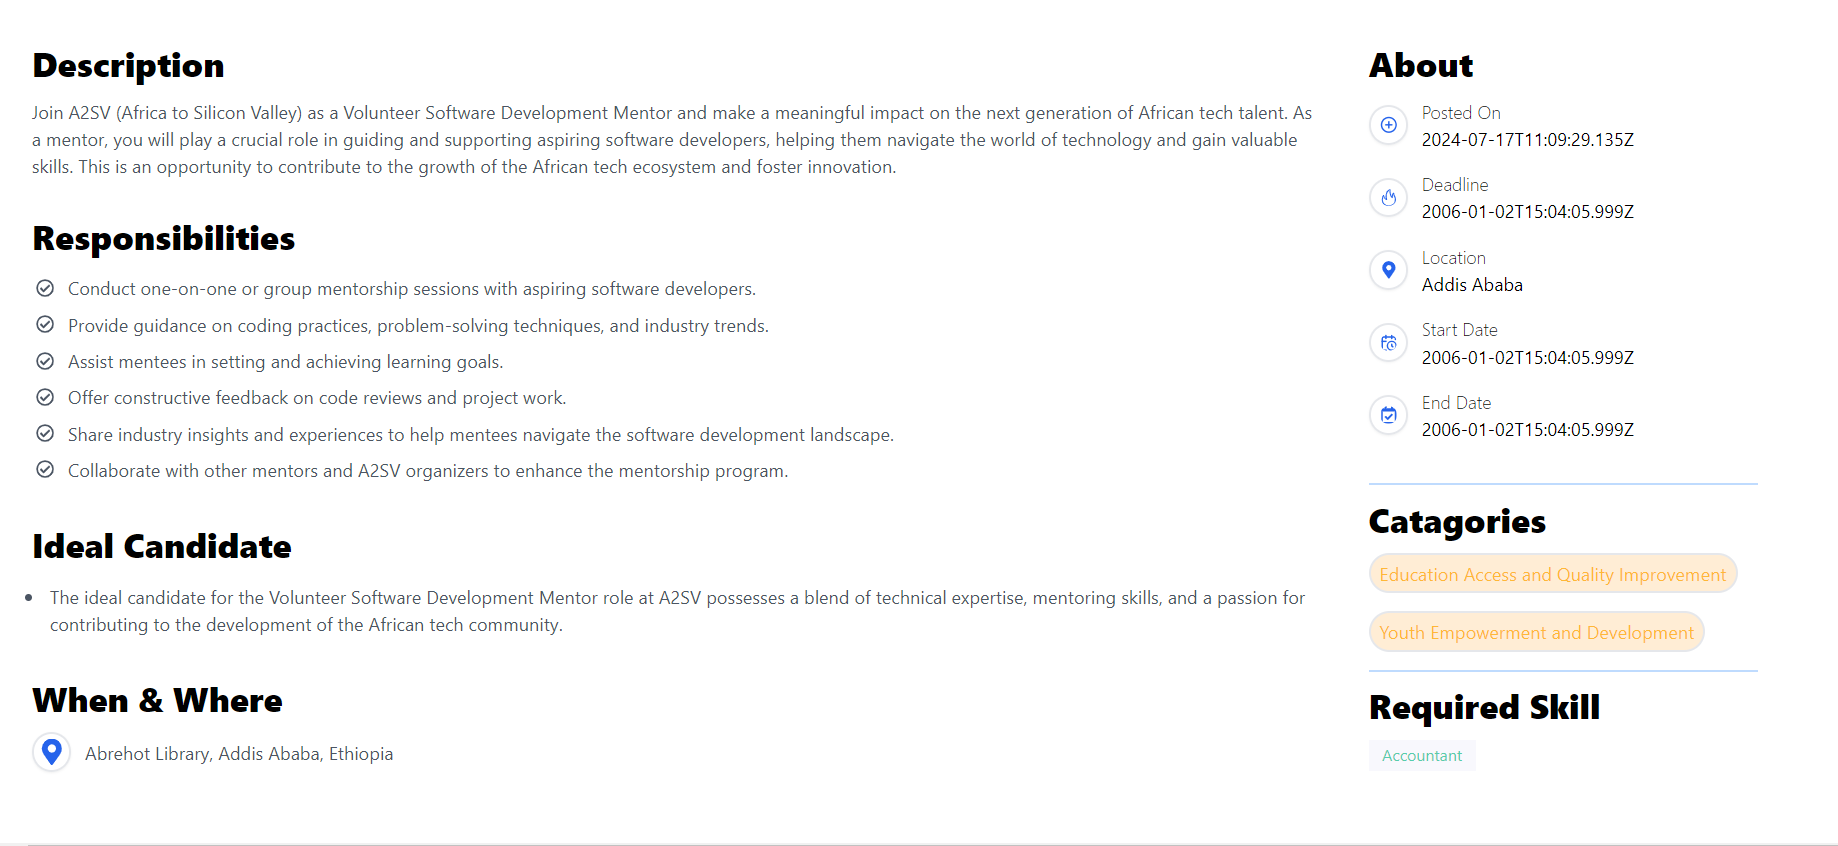 Description
Join A2SV (Africa to Silicon Valley) as a Volunteer Software Development Mentor and make a meaningful impact on the next generation of African tech talent. As
a mentor, you will play a crucial role in guiding and supporting aspiring software developers, helping them navigate the world of technology and gain valuable
skills. This is an opportunity to contribute to the growth of the African tech ecosystem and foster innovation.
Responsibilities
Conduct one-on-one or group mentorship sessions with aspiring software developers.
Provide guidance on coding practices, problem-solving techniques, and industry trends.
Assist mentees in setting and achieving learning goals.
Offer constructive feedback on code reviews and project work.
Share industry insights and experiences to help mentees navigate the software development landscape.
Collaborate with other mentors and A2SV organizers to enhance the mentorship program.
Ideal Candidate
• The ideal candidate for the Volunteer Software Development Mentor role at A2SV possesses a blend of technical expertise, mentoring skills, and a passion for
contributing to the development of the African tech community.
When & Where
Abrehot Library, Addis Ababa, Ethiopia
About
Posted On
2024-07-17T11:09:29.135Z
Deadline
2006-01-02T15:04:05.999Z
Location
Addis Ababa
Start Date
2006-01-02T15:04:05.999Z
End Date
2006-01-02T15:04:05.999Z
Catagories
Education Access and Quality Improvement
Youth Empowerment and Development
Required Skill
Accountant